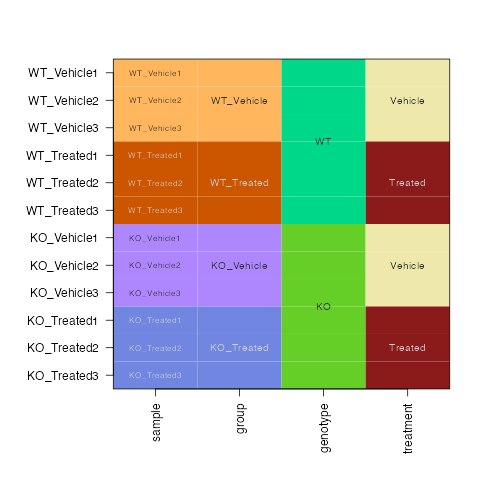 WT_Vehicle1 WT_Vehicle1
WT_Vehicle2 WT_Vehicle2 WT_Vehicle Vehicle
WT_Vehicle3 WT_Vehicle3
WT
WT_Treated1 WT_Treated1
WT_Treated2 WT_Treated2 WT_Treated Treated
WT_Treated3 WT_Treated3
KO_Vehicle1 KO_Vehicle1
KO_Vehicle2 KO_Vehicle2 KO_Vehicle Vehicle
KO_Vehicle3 KO_Vehicle3
KO
KO_Treated1 KO_Treated1
KO_Treated2 KO_Treated2 KO_Treated Treated
KO_Treated3 KO_Treated3
sample group genotype treatment